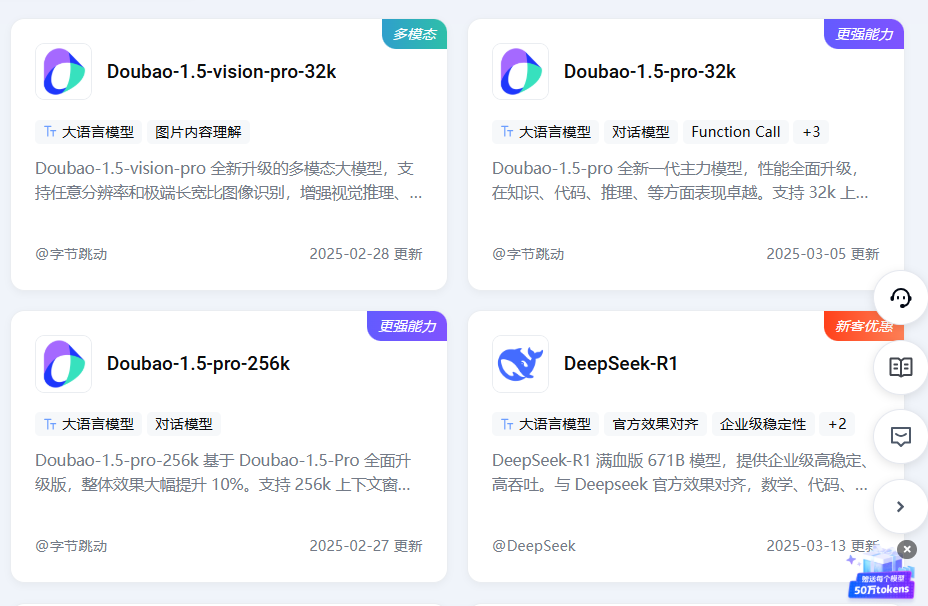 多模态
Doubao-1.5-vision-pro-32k
大语言模型 图片内容理解
Doubao-1.5-vision-pro 全新升级的多模态大模型，支
持任意分辨率和极端长宽比图像识别，增强视觉推理、...
@字节跳动 2025-02-28 更新
更强能力
Doubao-1.5-pro-32k
大语言模型 对话模型 Function Call +3
Doubao-1.5-pro 全新一代主力模型，性能全面升级，
在知识、代码、推理、等方面表现卓越。支持 32k 上...
@字节跳动 2025-03-05 更新
更强能力
Doubao-1.5-pro-256k
大语言模型 对话模型
Doubao-1.5-pro-256k 基于 Doubao-1.5-Pro 全面升
级版，整体效果大幅提升 10%。支持 256k 上下文窗...
@字节跳动 2025-02-27 更新
新客优惠
DeepSeek-R1
大语言模型 官方效果对齐 企业级稳定性 +2
DeepSeek-R1 满血版 671B 模型，提供企业级高稳定、
高吞吐。与 Deepseek 官方效果对齐，数学、代码、...
@DeepSeek 2025-03-13 更新
赠送每个模型
50万tokens